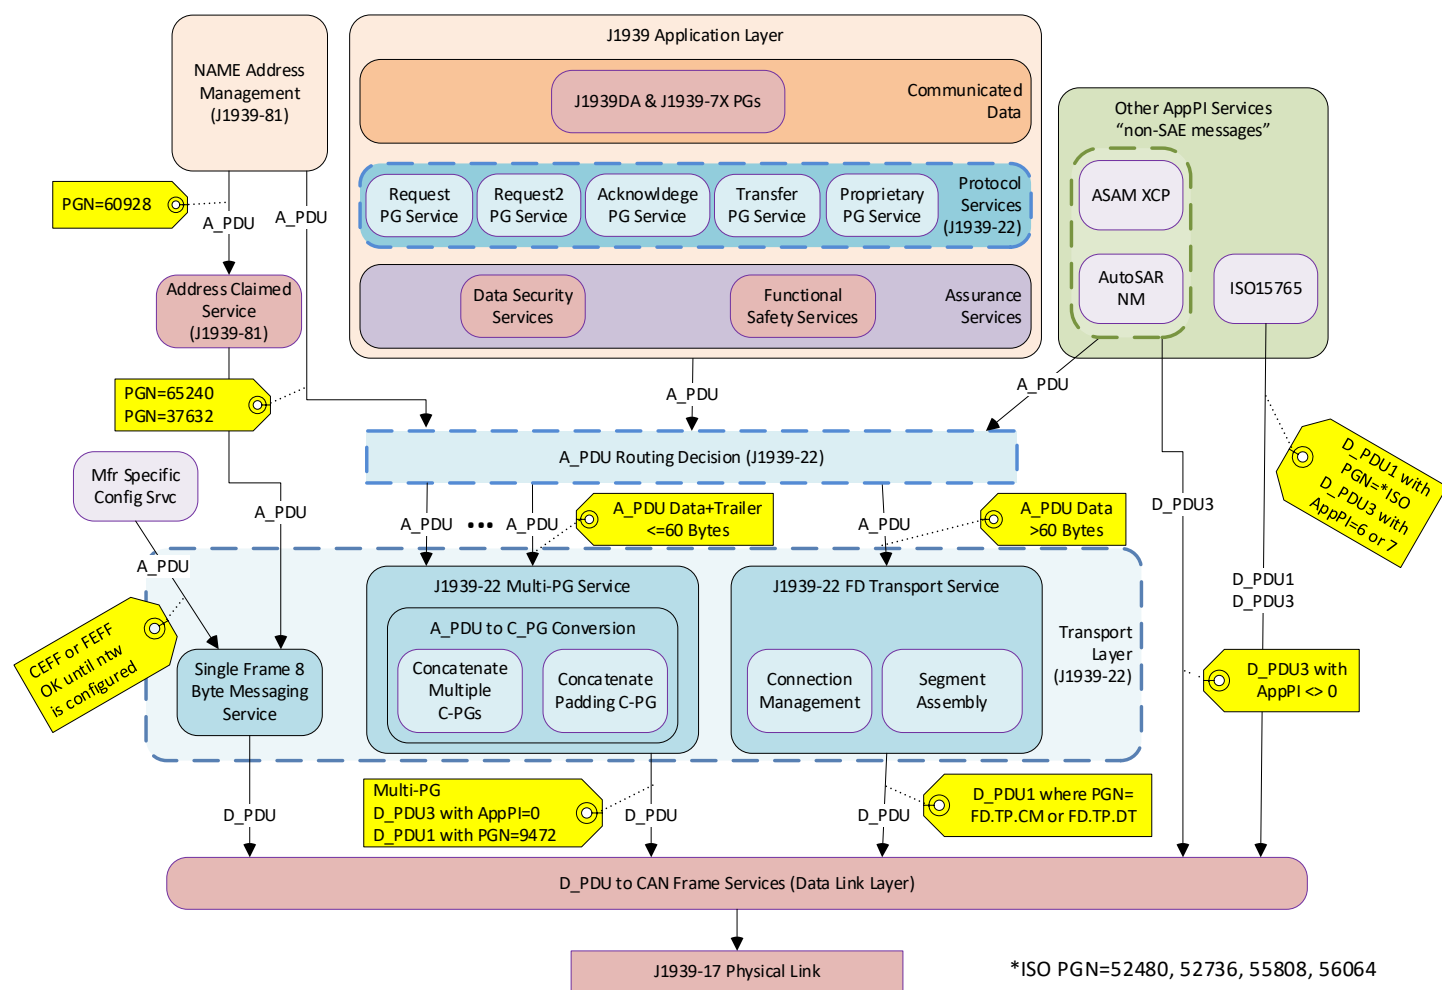 NAME Address
Management
(J1939-81)
J1939 Application Layer
J1939DA & J1939-7X PGs
Communicated
Data
Request
PG Service
Request2
PG Service
Acknowldege
PG Service
Transfer
PG Service
Proprietary
PG Service
Protocol
Services
(J1939-22)
Data Security
Services
Functional
Safety Services
Assurance
Services
Other AppPI Services
“non-SAE messages”
ASAM XCP
AutoSAR
NM
ISO15765
PGN=60928
A_PDU
A_PDU
Address Claimed
Service
(J1939-81)
PGN=65240
PGN=37632
A_PDU
A_PDU
A_PDU Routing Decision (J1939-22)
D_PDU1 with
PGN=*ISO
D_PDU3 with
AppPI=6 or 7
Mfr Specific
Config Srvc
A_PDU
A_PDU
•••
A_PDU
A_PDU Data+Trailer
<=60 Bytes
A_PDU
A_PDU Data
>60 Bytes
D_PDU3
A_PDU
CEFF or FEFF
OK until ntw
is configured
Single Frame 8
Byte Messaging
Service
J1939-22 Multi-PG Service
A_PDU to C_PG Conversion
Concatenate
Multiple
C-PGs
Concatenate
Padding C-PG
J1939-22 FD Transport Service
Connection
Management
Segment
Assembly
Transport
Layer
(J1939-22)
D_PDU1
D_PDU3
D_PDU3 with
AppPI <> 0
D_PDU
Multi-PG
D_PDU3 with AppPI=0
D_PDU1 with PGN=9472
D_PDU
D_PDU
D_PDU1 where PGN=
FD.TP.CM or FD.TP.DT
D_PDU to CAN Frame Services (Data Link Layer)
J1939-17 Physical Link
*ISO PGN=52480, 52736, 55808, 56064